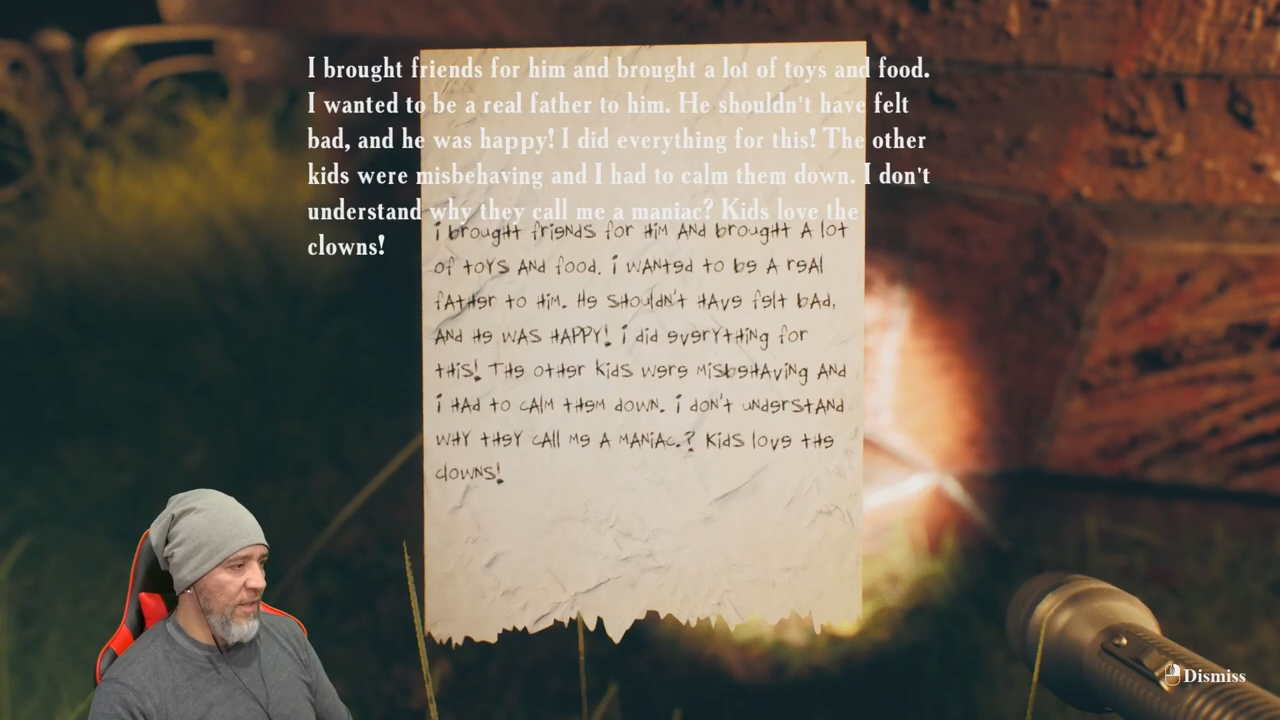 I brought friends for him and brought a lot of toys and food.
I wanted to be a real father to him. He shouldn't have felt
bad, and he was happy! I did everything for this! The other
kids were misbehaving and I had to calm them down. I don't
understand why they call me a maniac? Kids love the
clowns!
i brought friends for him and brought a lot
of toys and food. i wanted to be a real
father to him. He shouldn't have felt bad,
and he was happy! i did everything for
this! The other kids were misbehaving and
i had to calm them down. i don't understand
why they call me a maniac.? Kids love the
clowns!
Dismiss